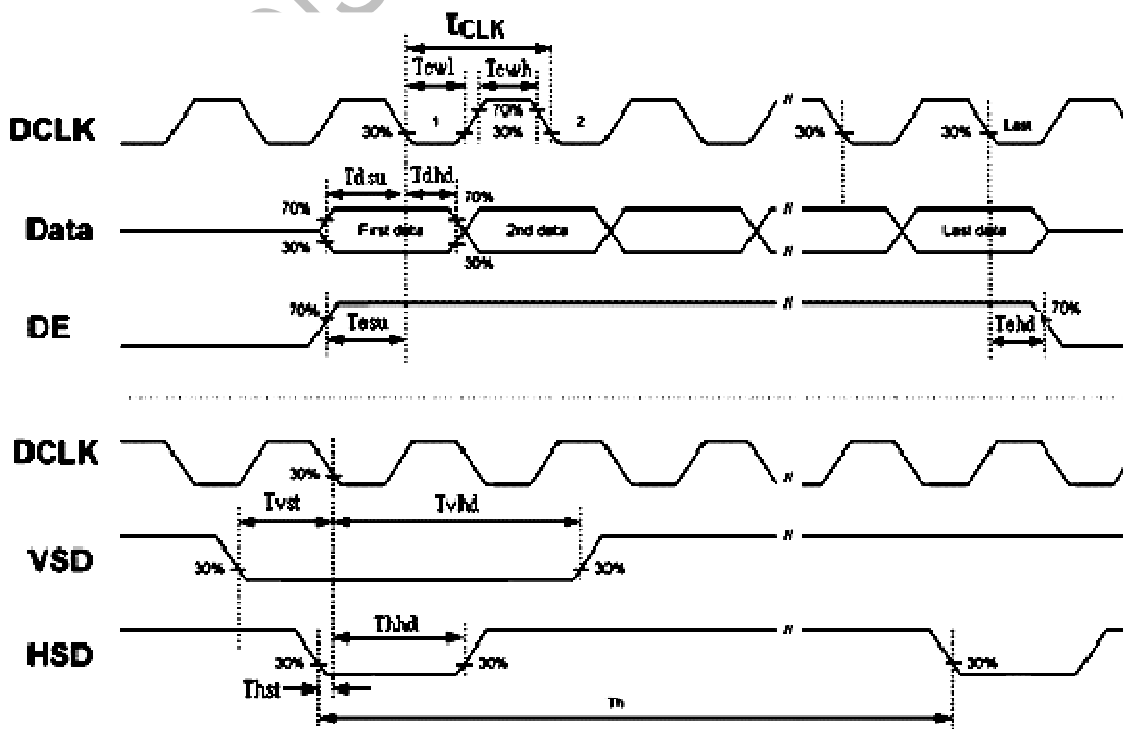 tCLK
Tcwl Tcwh
DCLK 30% 1 70% 30% 2 30% 30% Last
Tdsu Tdhd
70% 70%
Data First data 2nd data Last data
30% 30%
DE 70% 70%
Tesu Tehd
DCLK 30%
Tvst Tvhd
VSD 30% 30%
Thhd
HSD 30% 30% 30%
Thst
Th